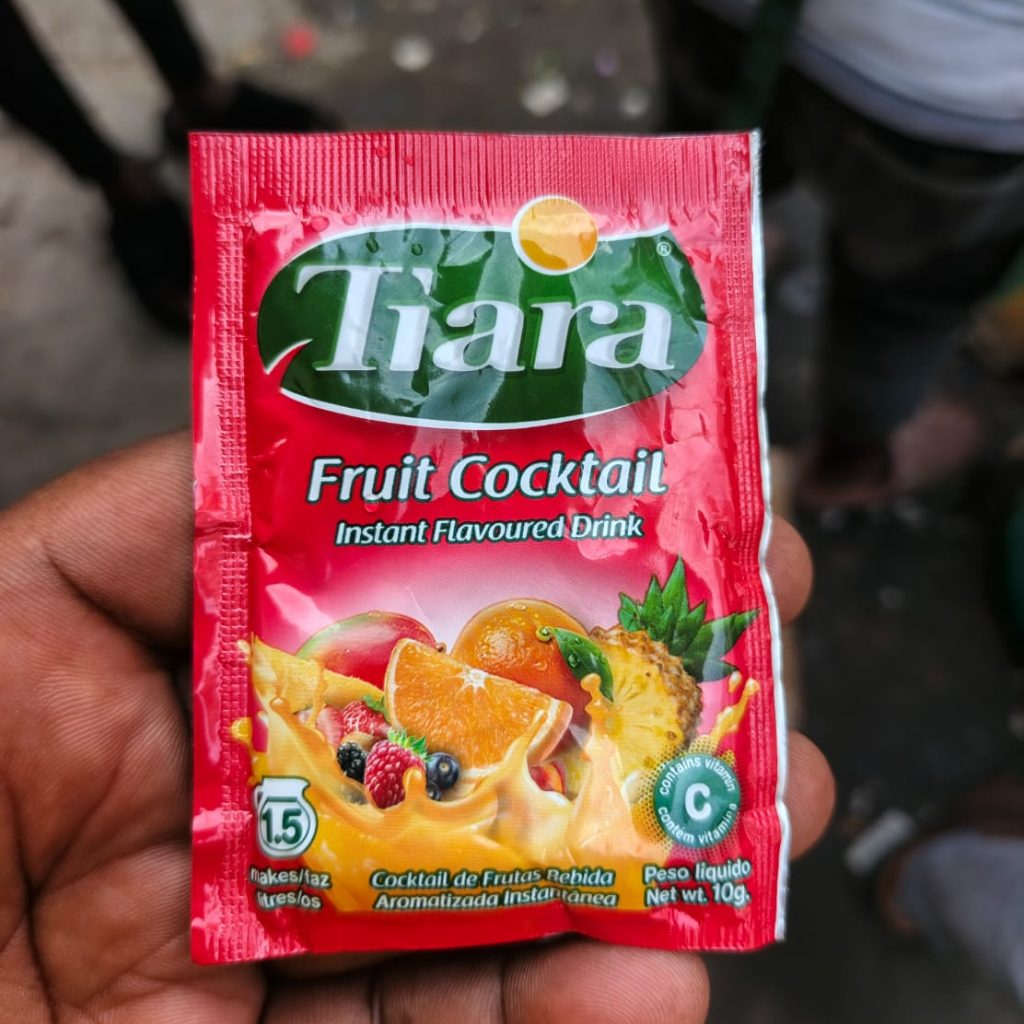 Tiara®
Fruit Cocktail
Instant Flavoured Drink
contains vitamin
C
contém vitamina
1.5
makes/faz
litres/os
Cocktail de Frutas Bebida
Aromatizada Instantânea
Peso líquido
Net wt. 10g.